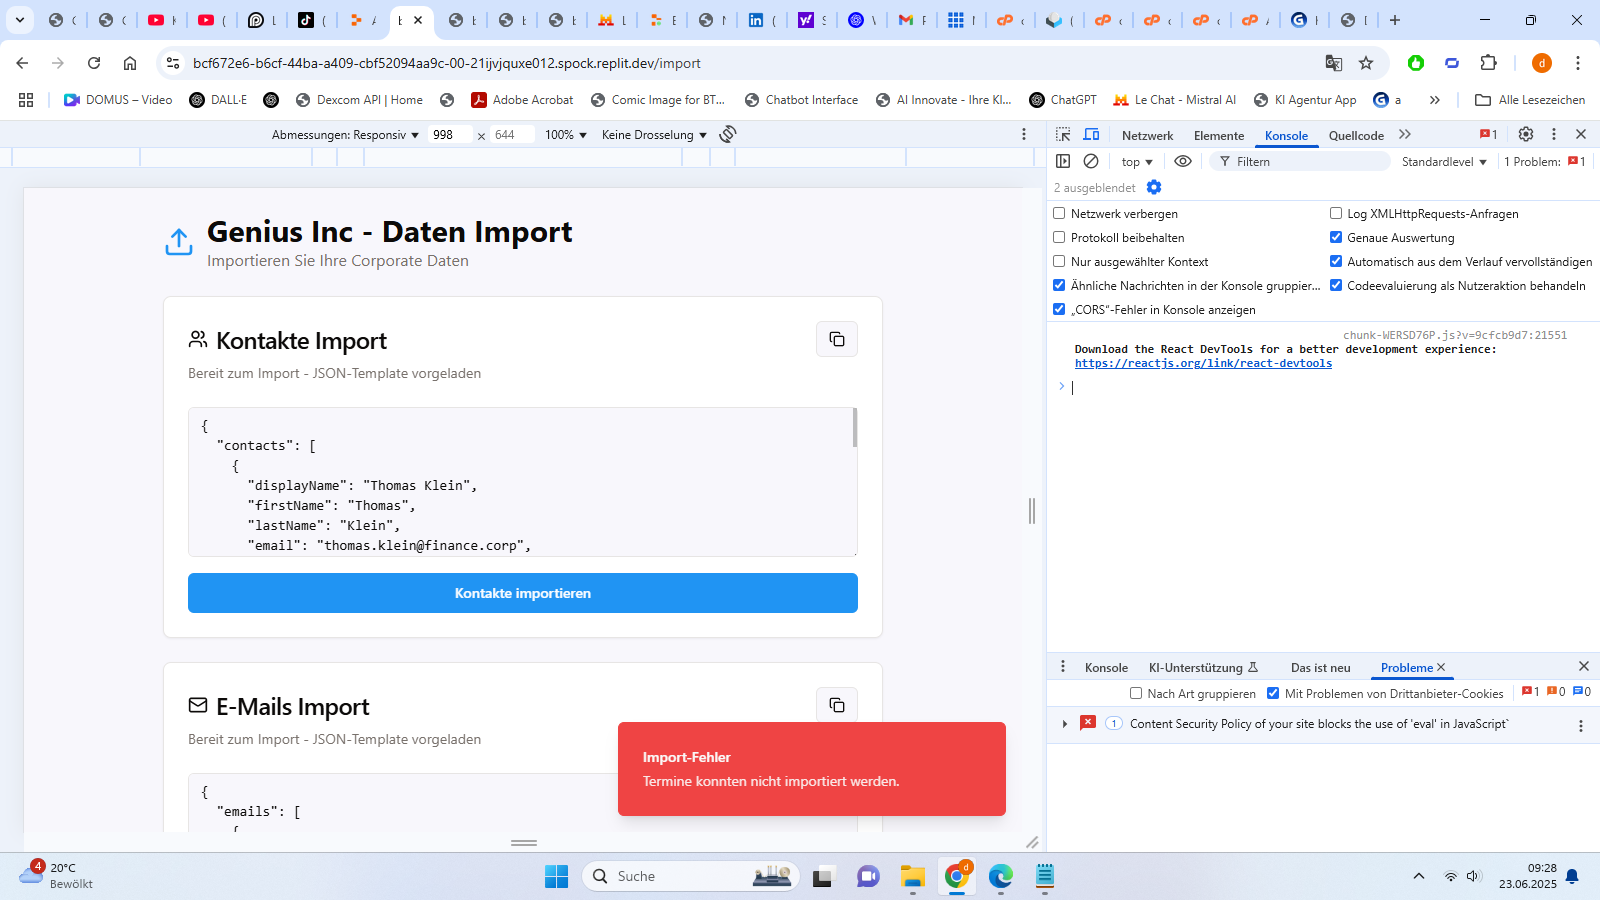 bcf672e6-b6cf-44ba-a409-cbf52094aa9c-00-21ijvjquxe012.spock.replit.dev/import
d
DOMUS – Video
DALL·E
Dexcom API | Home
Adobe Acrobat
Comic Image for BT...
Chatbot Interface
AI Innovate - Ihre KI...
ChatGPT
Le Chat - Mistral AI
KI Agentur App
a
»
Alle Lesezeichen
Abmessungen: Responsiv
998
×
644
100%
Keine Drosselung
Netzwerk
Elemente
Konsole
Quellcode
1
top
Filtern
Standardlevel
1 Problem:
1
2 ausgeblendet
Netzwerk verbergen
Log XMLHttpRequests-Anfragen
Protokoll beibehalten
Genaue Auswertung
Nur ausgewählter Kontext
Automatisch aus dem Verlauf vervollständigen
Ähnliche Nachrichten in der Konsole gruppier...
Codeevaluierung als Nutzeraktion behandeln
„CORS“-Fehler in Konsole anzeigen
chunk-WERSD76P.js?v=9cfcb9d7:21551
Download the React DevTools for a better development experience:
https://reactjs.org/link/react-devtools
Genius Inc - Daten Import
Importieren Sie Ihre Corporate Daten
Kontakte Import
Bereit zum Import - JSON-Template vorgeladen
{
"contacts": [
{
"displayName": "Thomas Klein",
"firstName": "Thomas",
"lastName": "Klein",
"email": "thomas.klein@finance.corp",
Kontakte importieren
E-Mails Import
Bereit zum Import - JSON-Template vorgeladen
{
"emails": [
Import-Fehler
Termine konnten nicht importiert werden.
Konsole
KI-Unterstützung
Das ist neu
Probleme
Nach Art gruppieren
Mit Problemen von Drittanbieter-Cookies
1
0
0
1
Content Security Policy of your site blocks the use of 'eval' in JavaScript`
4
20°C
Bewölkt
Suche
09:28
23.06.2025